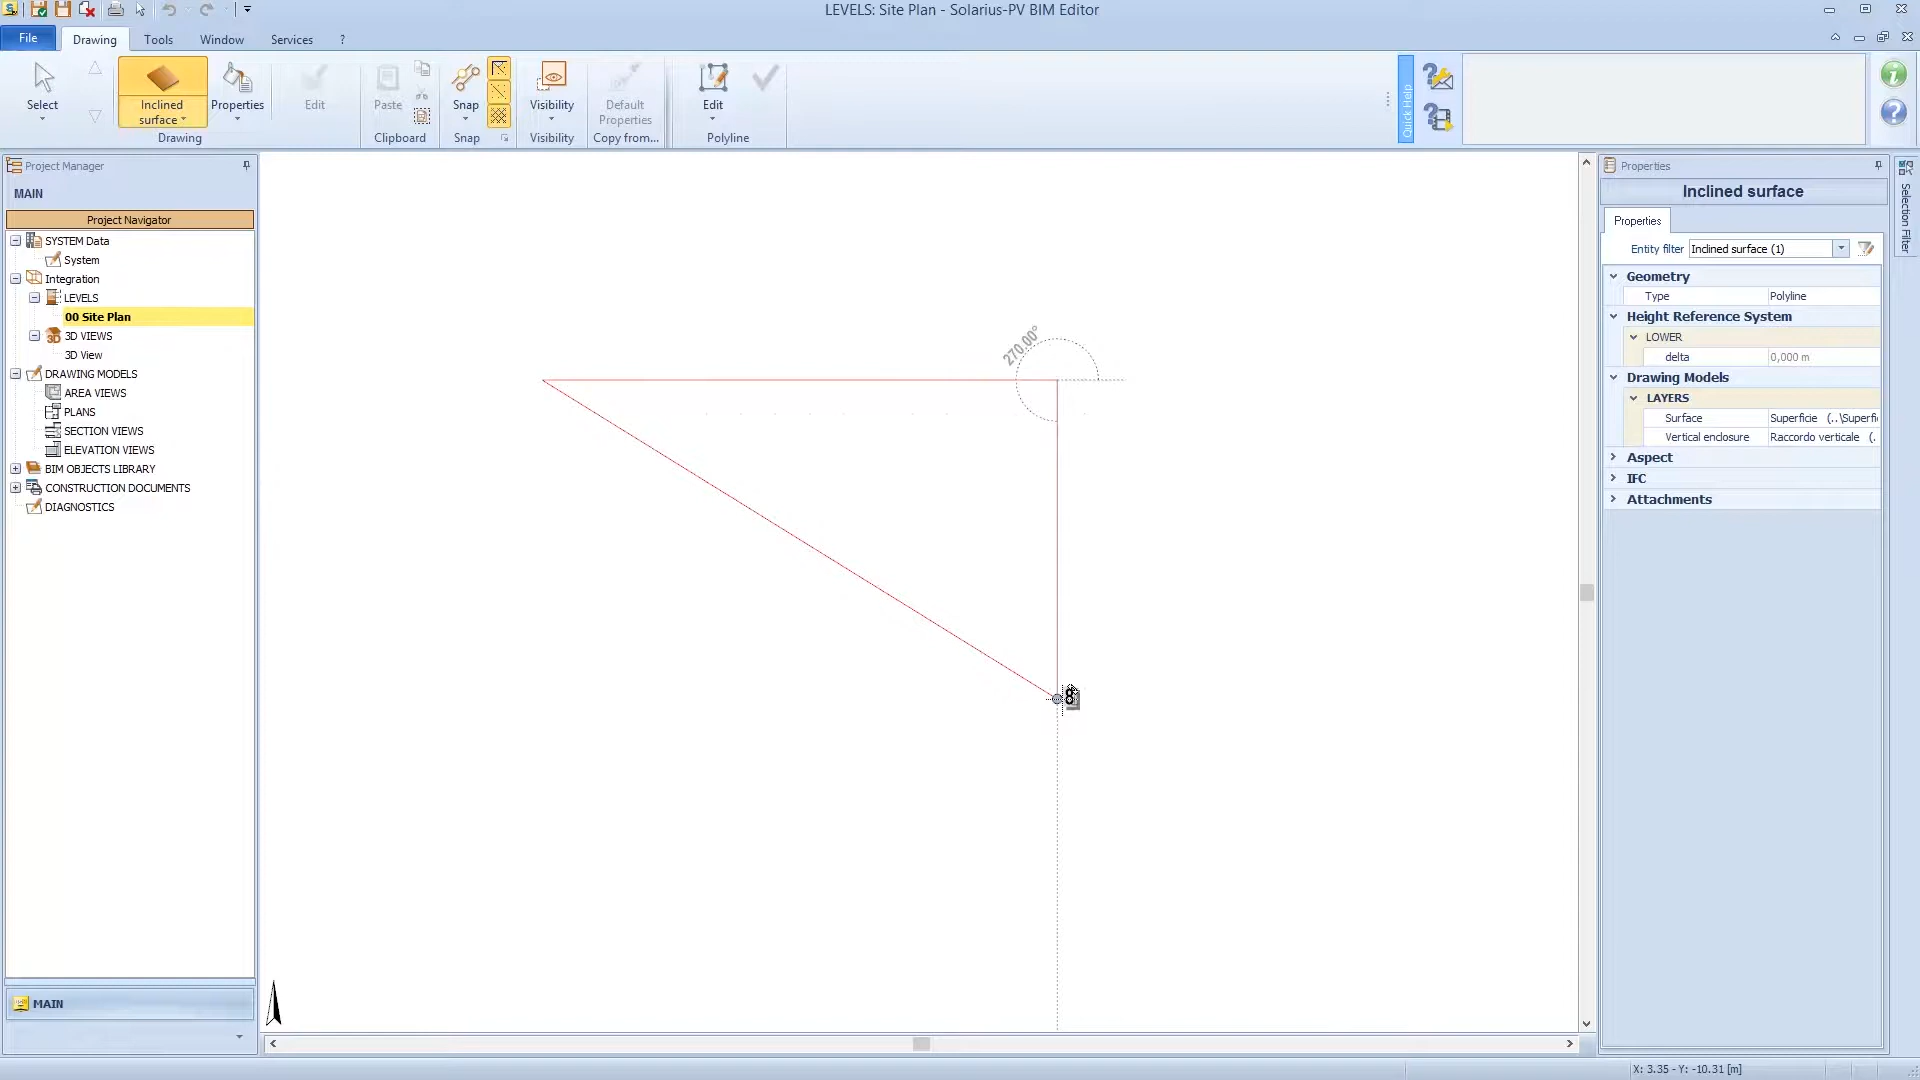 LEVELS: Site Plan - Solarius-PV BIM Editor
File
Drawing
Tools
Window
Services
?
Select
Inclined surface
Properties
Edit
Paste
Snap
Visibility
Default Properties
Edit
Drawing
Clipboard
Snap
Visibility
Copy from...
Polyline
Quick Help
Project Manager
MAIN
Project Navigator
SYSTEM Data
System
Integration
LEVELS
00 Site Plan
3D VIEWS
3D View
DRAWING MODELS
AREA VIEWS
PLANS
SECTION VIEWS
ELEVATION VIEWS
BIM OBJECTS LIBRARY
CONSTRUCTION DOCUMENTS
DIAGNOSTICS
MAIN
270.00°
8
Properties
Inclined surface
Properties
Entity filter Inclined surface (1)
Geometry
Type Polyline
Height Reference System
LOWER
delta 0,000 m
Drawing Models
LAYERS
Surface Superficie (..\Superfi
Vertical enclosure Raccordo verticale (.
Aspect
IFC
Attachments
Selection Filter
X: 3.35 - Y: -10.31 [m]